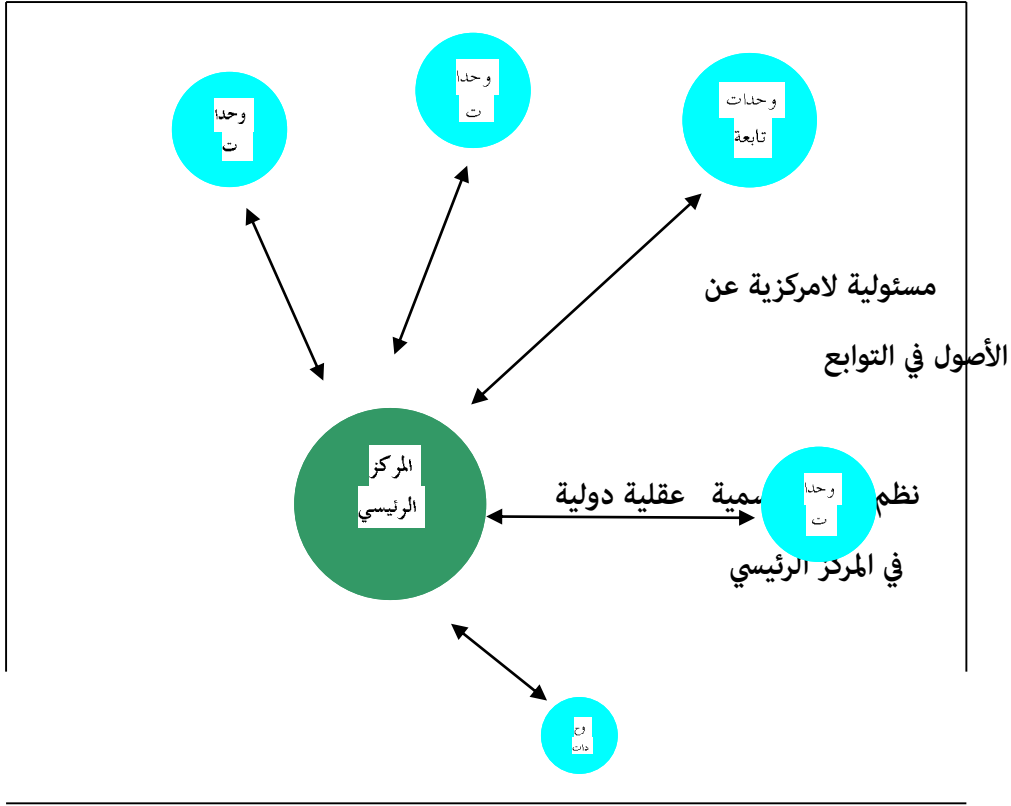 وحدات
تابعة
وحدا
ت
وحدا
ت
مسئولية لامركزية عن
الأصول في التوابع
المركز
الرئيسي
نظم سمية عقلية دولية
وحدا
ت
في المركز الرئيسي
وح
دات